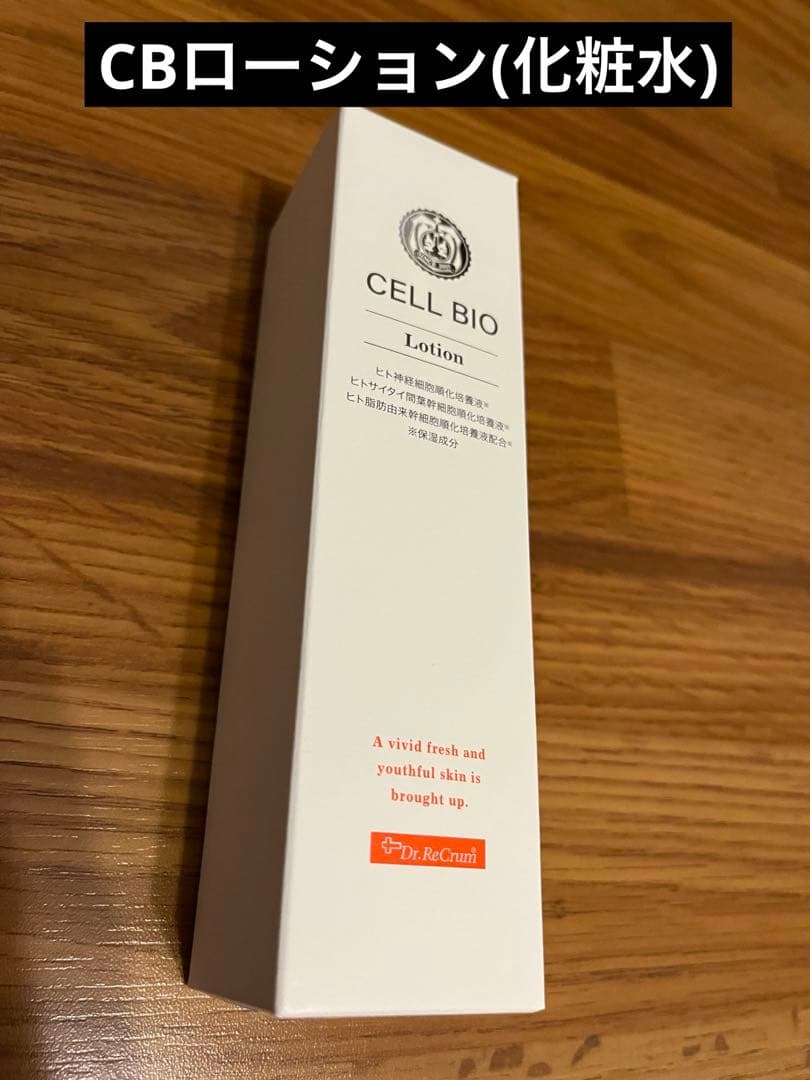 CBローション(化粧水)
CELL BIO
Lotion
ヒト神経細胞順化培養液※
ヒトサイタイ間葉幹細胞順化培養液※
ヒト脂肪由来幹細胞順化培養液配合※
※保湿成分
A vivid fresh and
youthful skin is
brought up.
Dr.ReCrum®